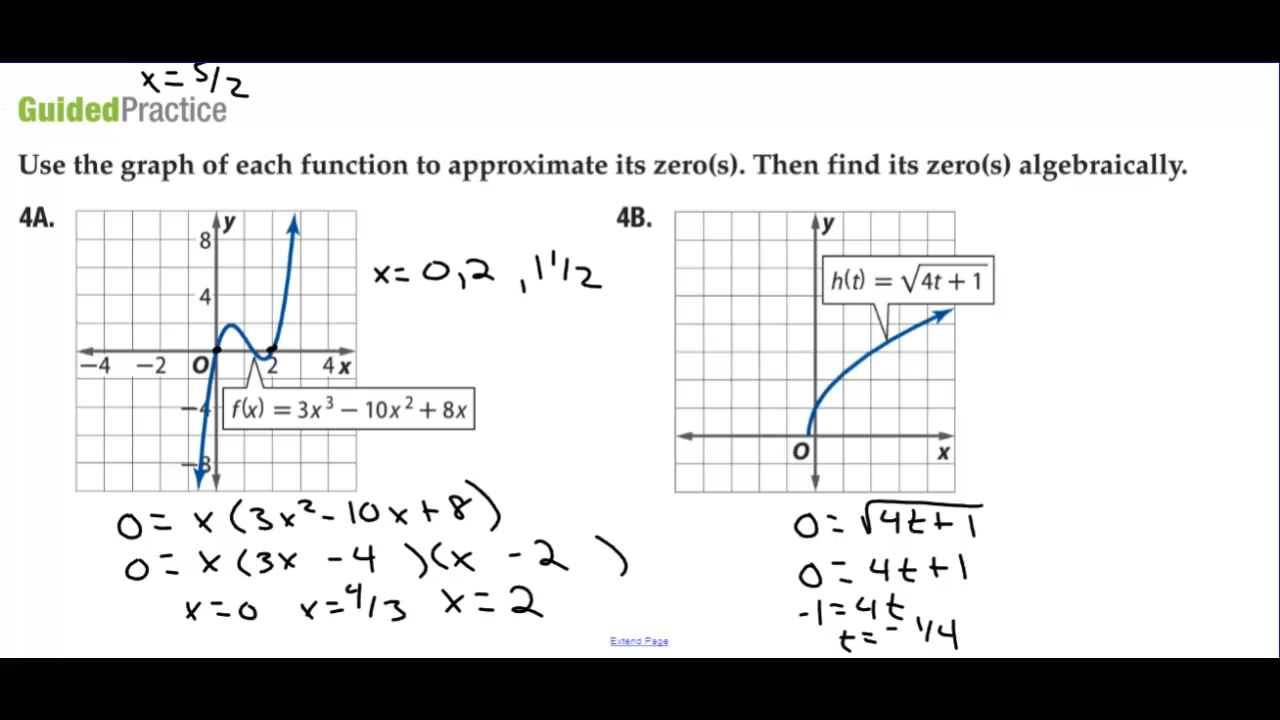 x = 5/2
GuidedPractice
Use the graph of each function to approximate its zero(s). Then find its zero(s) algebraically.
4A.
y
8
4
−4
−2
O
2
4
x
−4
−8
f(x) = 3x³ − 10x² + 8x
x = 0, 2 , 1 1/2
0 = x (3x² - 10x + 8)
0 = x (3x - 4 )(x - 2 )
x = 0 x = 4/3 x = 2
4B.
y
h(t) = √4t + 1
O
x
0 = √4t + 1
0 = 4t + 1
-1 = 4t
t = - 1/4
Extend Page